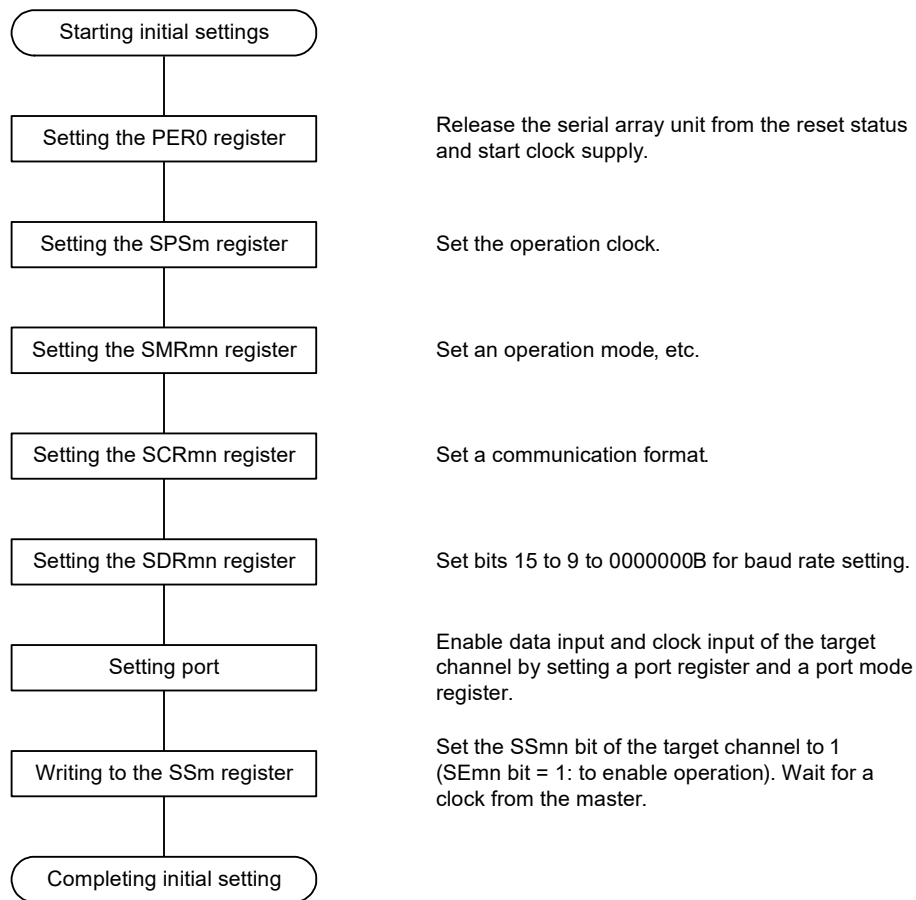 Starting initial settings
Setting the PER0 register
Release the serial array unit from the reset status
and start clock supply.
Setting the SPSm register
Set the operation clock.
Setting the SMRmn register
Set an operation mode, etc.
Setting the SCRmn register
Set a communication format.
Setting the SDRmn register
Set bits 15 to 9 to 0000000B for baud rate setting.
Setting port
Enable data input and clock input of the target
channel by setting a port register and a port mode
register.
Writing to the SSm register
Set the SSmn bit of the target channel to 1
(SEmn bit = 1: to enable operation). Wait for a
clock from the master.
Completing initial setting